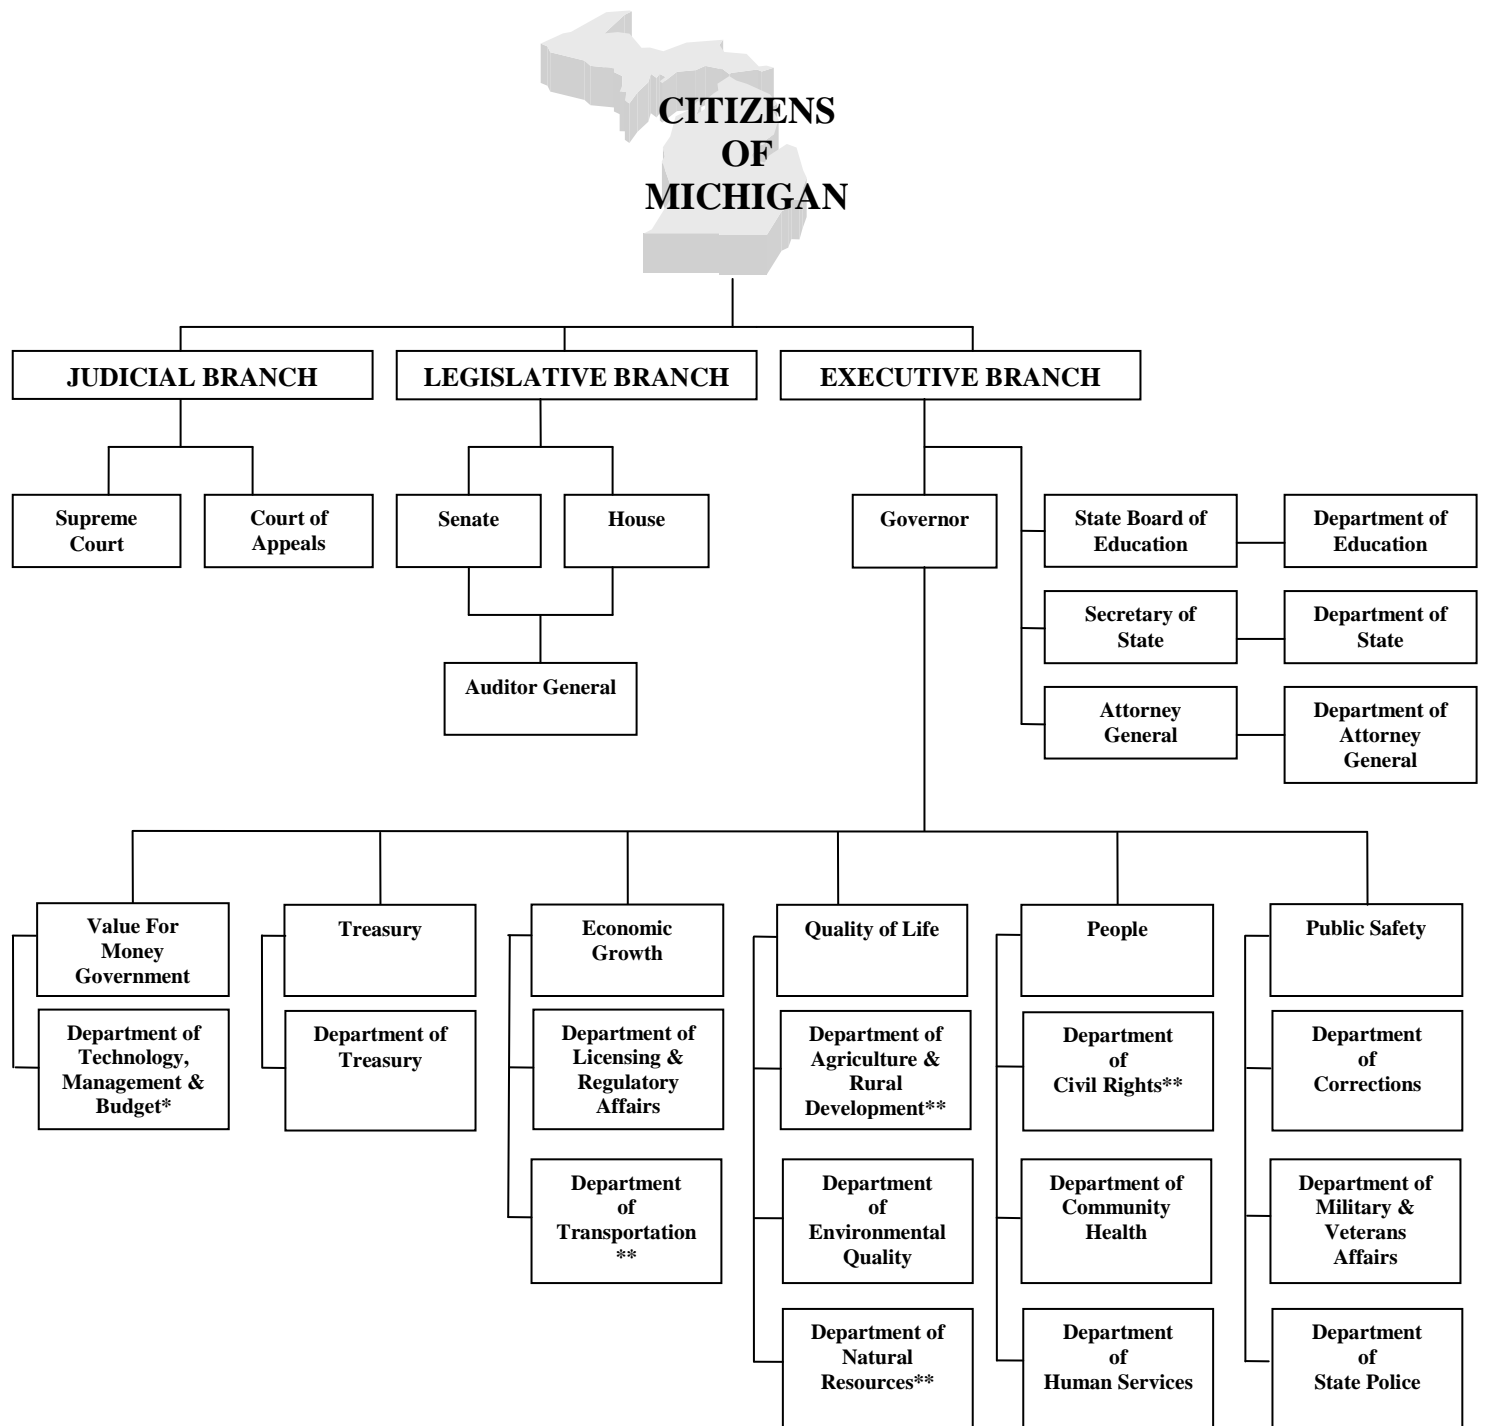 CITIZENS
OF
MICHIGAN
JUDICIAL BRANCH
LEGISLATIVE BRANCH
EXECUTIVE BRANCH
Supreme
Court
Court of
Appeals
Senate
House
Governor
State Board of
Education
Department of
Education
Secretary of
State
Department of
State
Auditor General
Attorney
General
Department of
Attorney
General
Value For
Money
Government
Treasury
Economic
Growth
Quality of Life
People
Public Safety
Department of
Technology,
Management &
Budget*
Department of
Treasury
Department of
Licensing &
Regulatory
Affairs
Department of
Agriculture &
Rural
Development**
Department
of
Civil Rights**
Department
of
Corrections
Department
of
Transportation
**
Department
of
Environmental
Quality
Department of
Community
Health
Department of
Military &
Veterans
Affairs
Department of
Natural
Resources**
Department
of
Human Services
Department
of
State Police